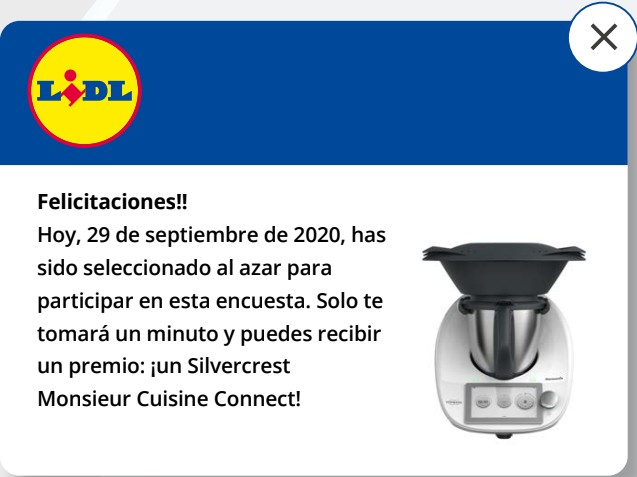 LIDL
Felicitaciones!!
Hoy, 29 de septiembre de 2020, has
sido seleccionado al azar para
participar en esta encuesta. Solo te
tomará un minuto y puedes recibir
un premio: ¡un Silvercrest
Monsieur Cuisine Connect!